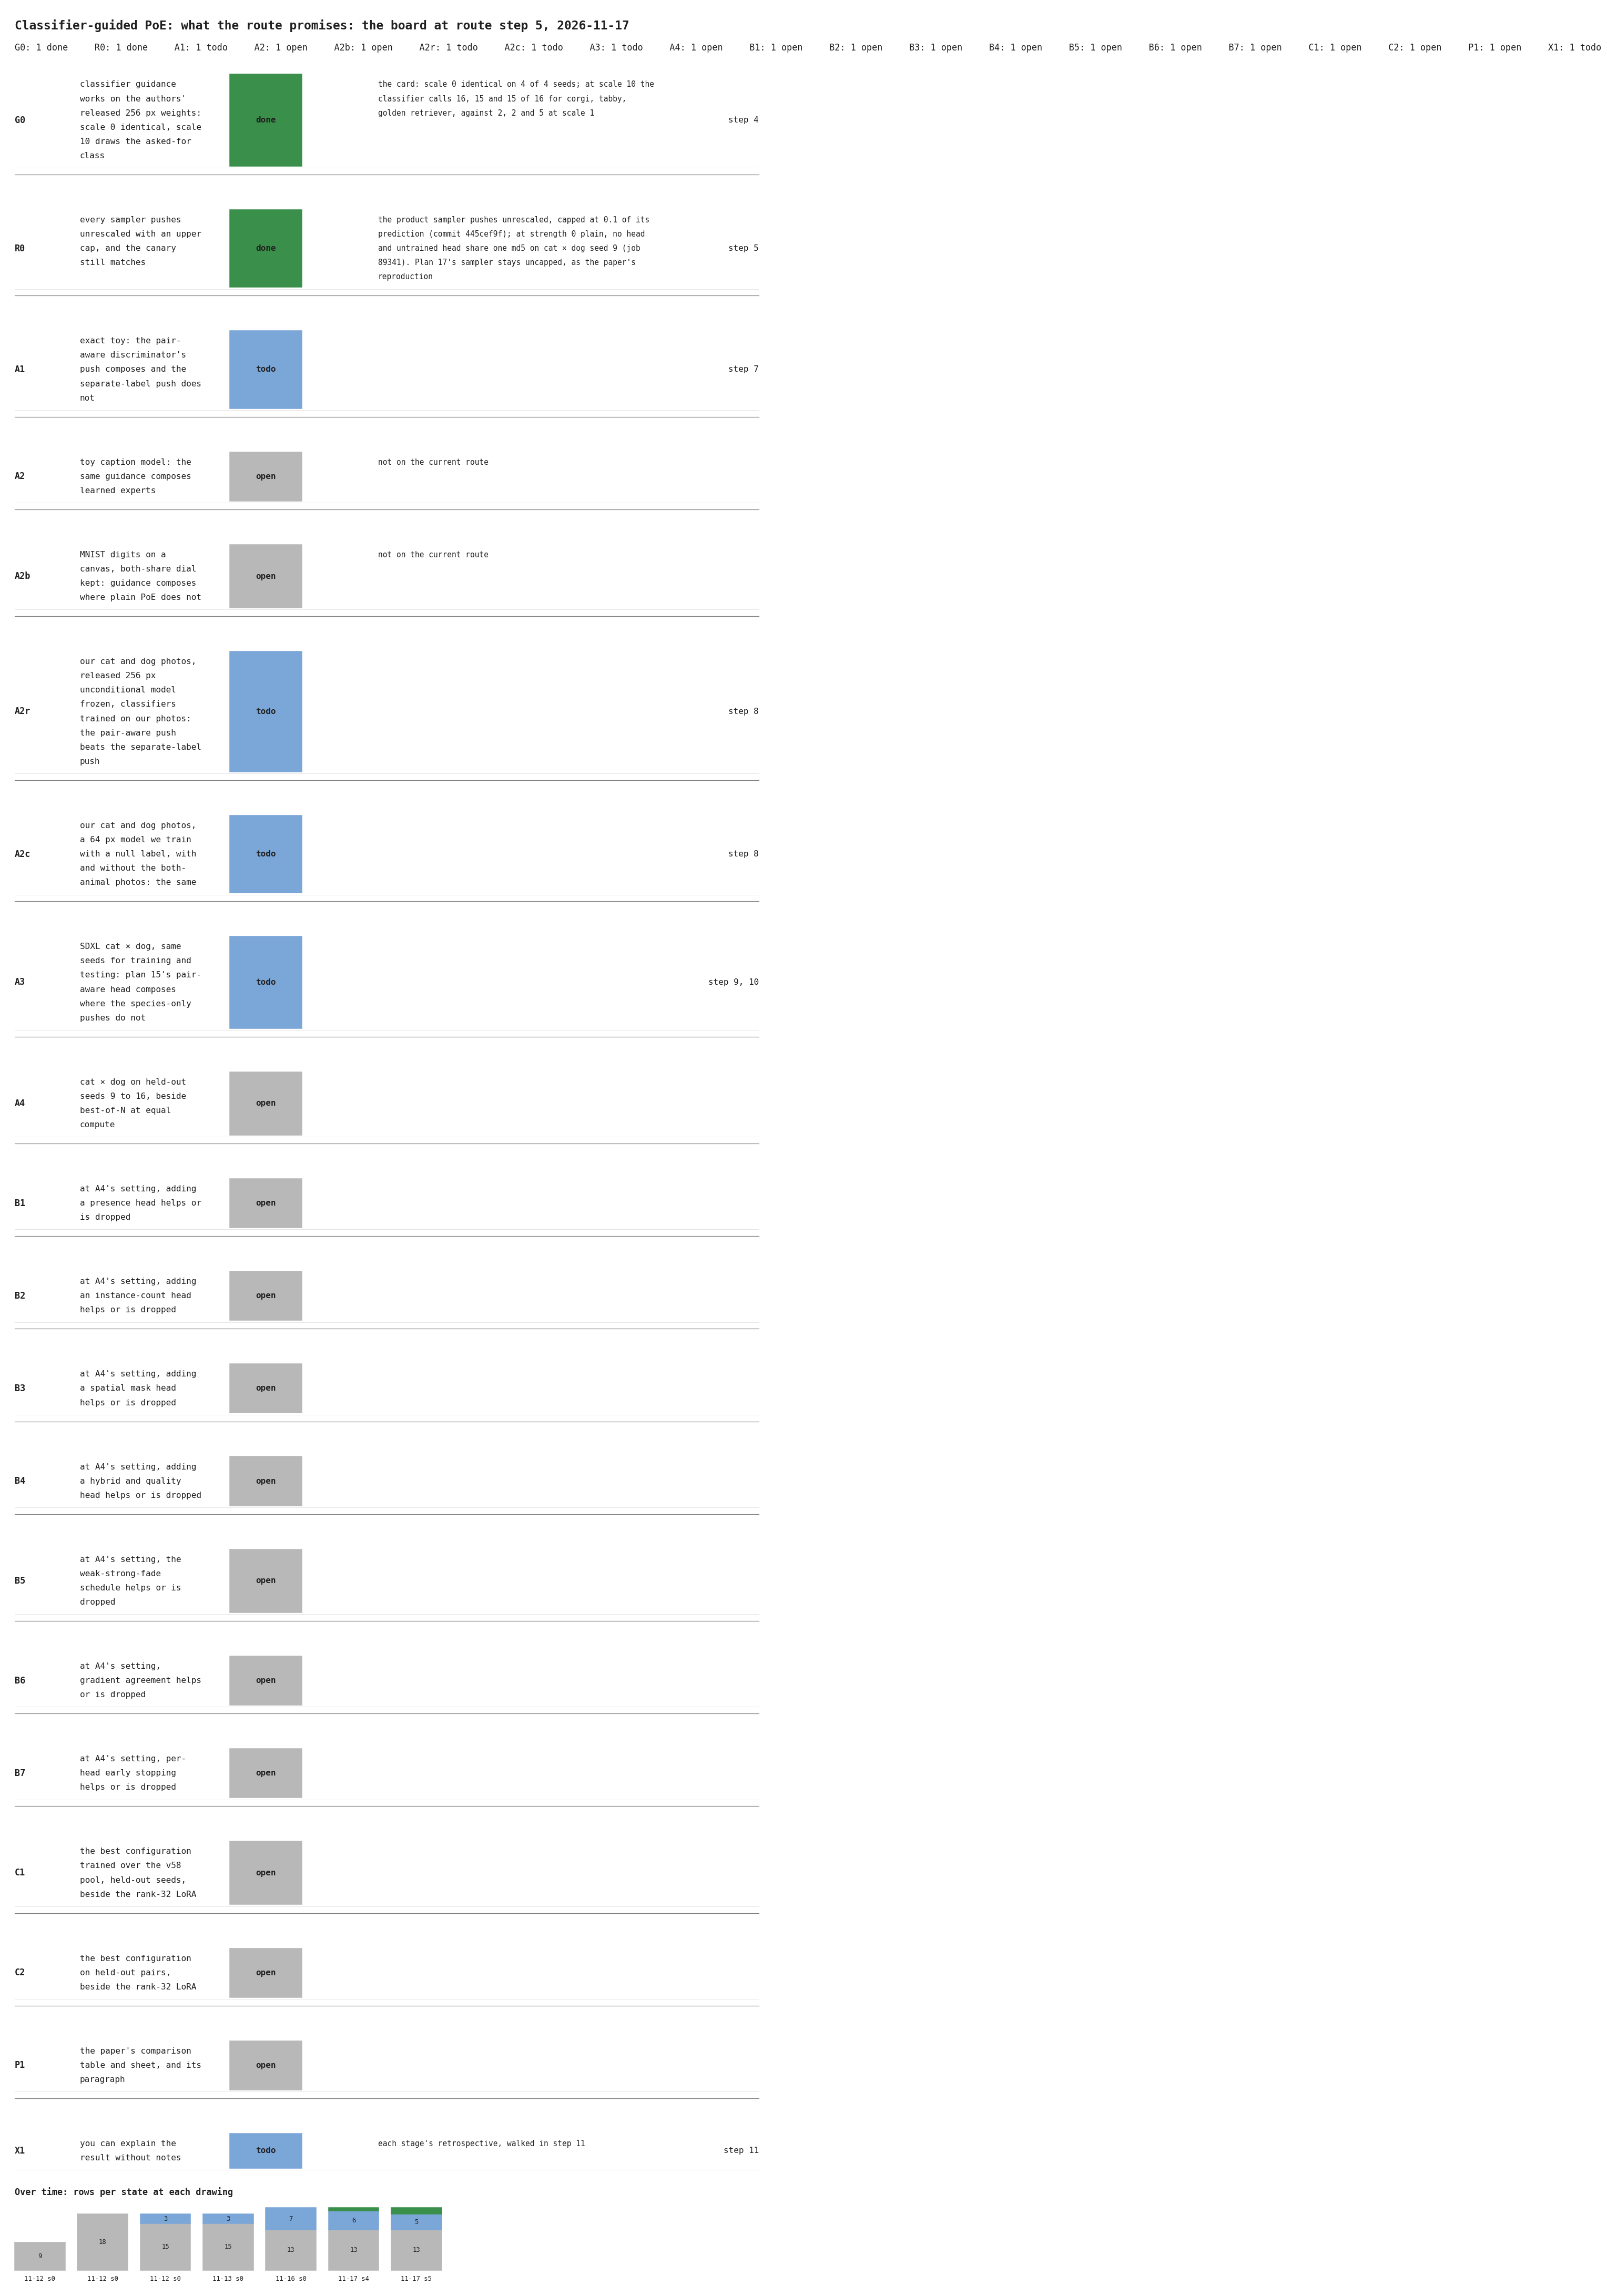 Classifier-guided PoE: what the route promises: the board at route step 5, 2026-11-17
G0: 1 done R0: 1 done A1: 1 todo A2: 1 open A2b: 1 open A2r: 1 todo A2c: 1 todo A3: 1 todo A4: 1 open B1: 1 open B2: 1 open B3: 1 open B4: 1 open B5: 1 open B6: 1 open B7: 1 open C1: 1 open C2: 1 open P1: 1 open X1: 1 todo
G0
classifier guidance
works on the authors'
released 256 px weights:
scale 0 identical, scale
10 draws the asked-for
class
done
the card: scale 0 identical on 4 of 4 seeds; at scale 10 the
classifier calls 16, 15 and 15 of 16 for corgi, tabby,
golden retriever, against 2, 2 and 5 at scale 1
step 4
R0
every sampler pushes
unrescaled with an upper
cap, and the canary
still matches
done
the product sampler pushes unrescaled, capped at 0.1 of its
prediction (commit 445cef9f); at strength 0 plain, no head
and untrained head share one md5 on cat × dog seed 9 (job
89341). Plan 17's sampler stays uncapped, as the paper's
reproduction
step 5
A1
exact toy: the pair-
aware discriminator's
push composes and the
separate-label push does
not
todo
step 7
A2
toy caption model: the
same guidance composes
learned experts
open
not on the current route
A2b
MNIST digits on a
canvas, both-share dial
kept: guidance composes
where plain PoE does not
open
not on the current route
A2r
our cat and dog photos,
released 256 px
unconditional model
frozen, classifiers
trained on our photos:
the pair-aware push
beats the separate-label
push
todo
step 8
A2c
our cat and dog photos,
a 64 px model we train
with a null label, with
and without the both-
animal photos: the same
todo
step 8
A3
SDXL cat × dog, same
seeds for training and
testing: plan 15's pair-
aware head composes
where the species-only
pushes do not
todo
step 9, 10
A4
cat × dog on held-out
seeds 9 to 16, beside
best-of-N at equal
compute
open
B1
at A4's setting, adding
a presence head helps or
is dropped
open
B2
at A4's setting, adding
an instance-count head
helps or is dropped
open
B3
at A4's setting, adding
a spatial mask head
helps or is dropped
open
B4
at A4's setting, adding
a hybrid and quality
head helps or is dropped
open
B5
at A4's setting, the
weak-strong-fade
schedule helps or is
dropped
open
B6
at A4's setting,
gradient agreement helps
or is dropped
open
B7
at A4's setting, per-
head early stopping
helps or is dropped
open
C1
the best configuration
trained over the v58
pool, held-out seeds,
beside the rank-32 LoRA
open
C2
the best configuration
on held-out pairs,
beside the rank-32 LoRA
open
P1
the paper's comparison
table and sheet, and its
paragraph
open
X1
you can explain the
result without notes
todo
each stage's retrospective, walked in step 11
step 11
Over time: rows per state at each drawing
9
18
3
15
3
15
7
13
6
13
5
13
11-12 s0 11-12 s0 11-12 s0 11-13 s0 11-16 s0 11-17 s4 11-17 s5